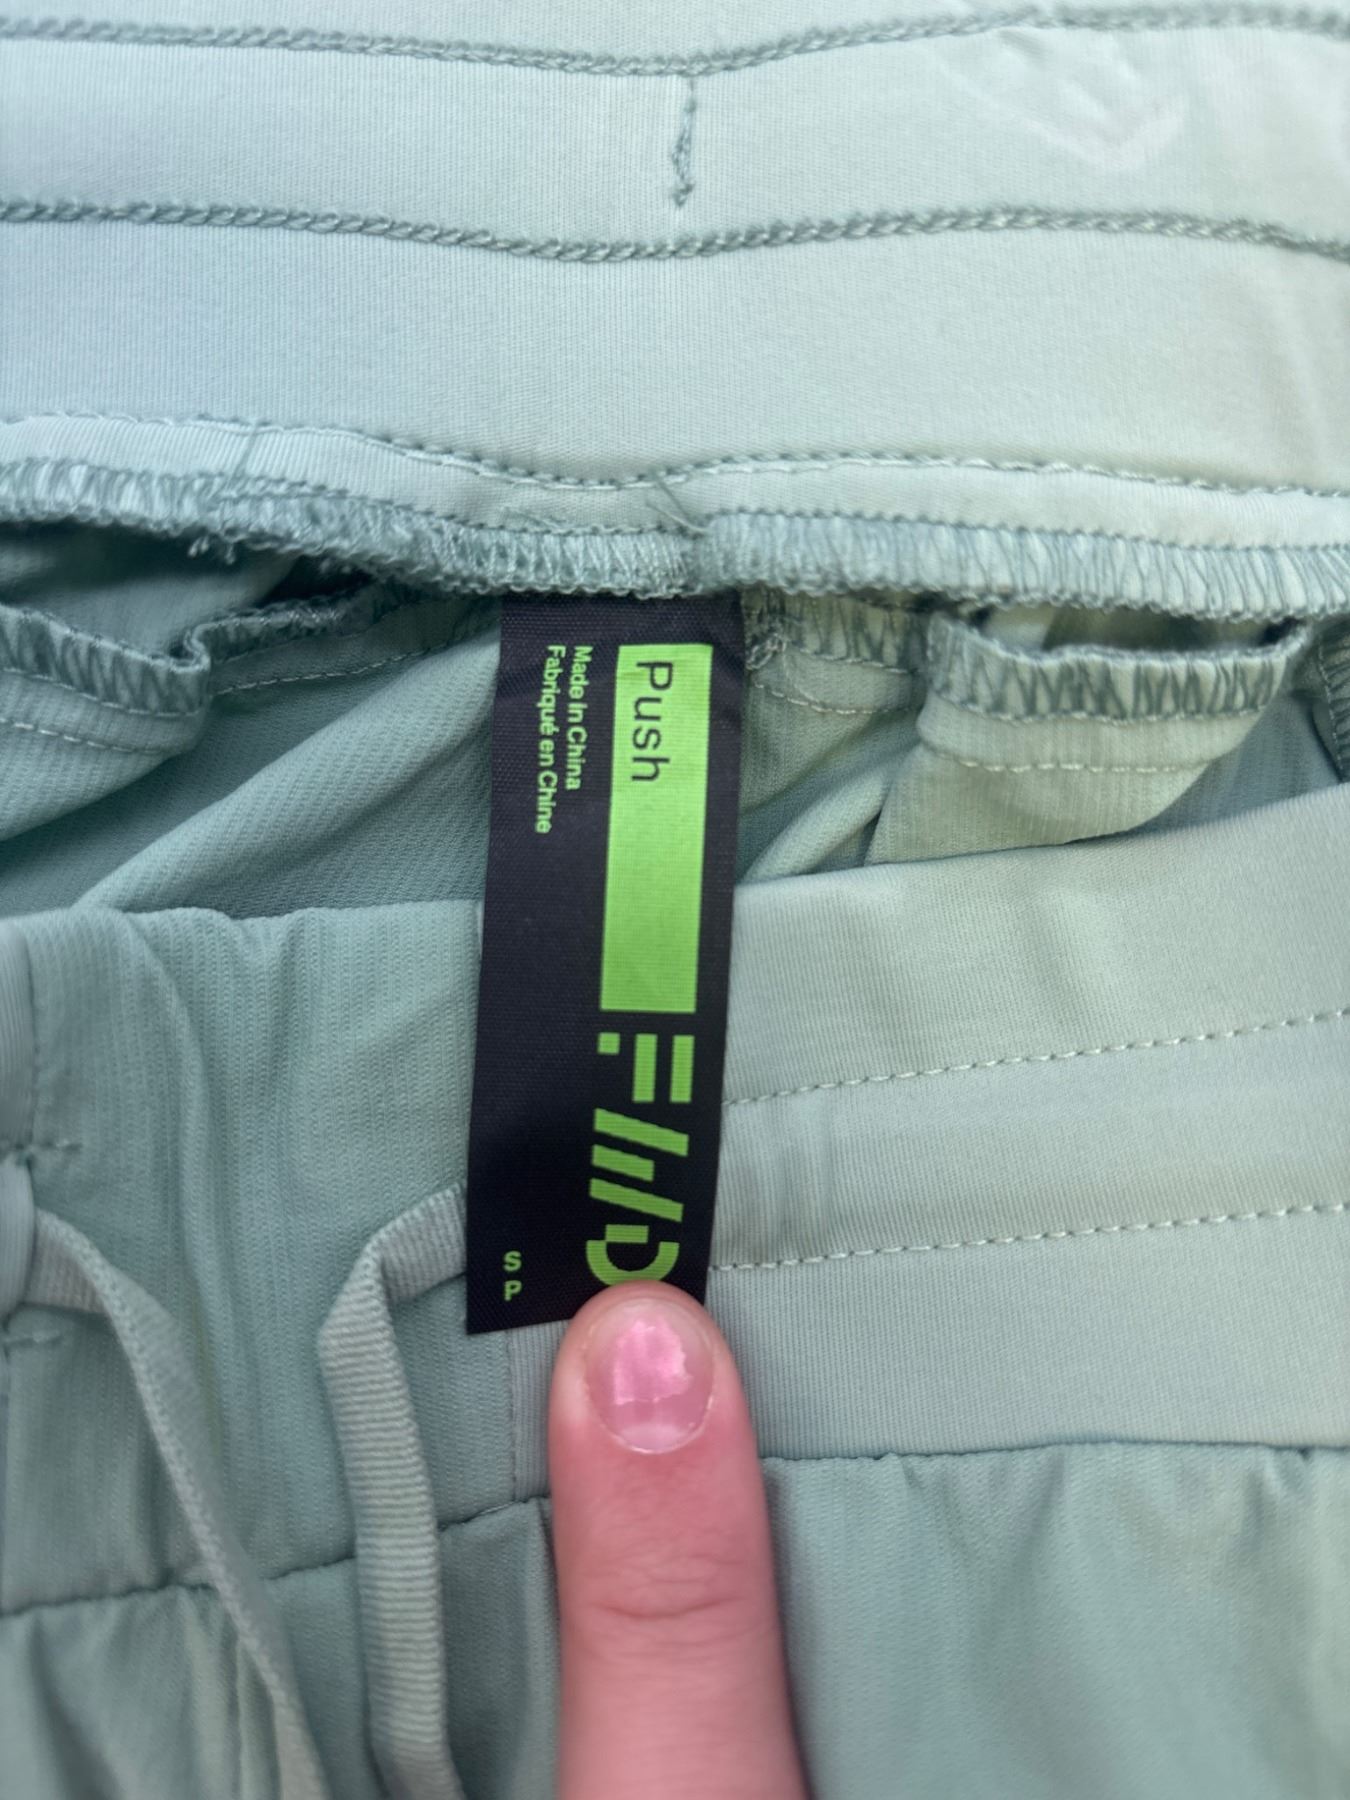 Push
Made in China
Fabriqué en Chine
S P